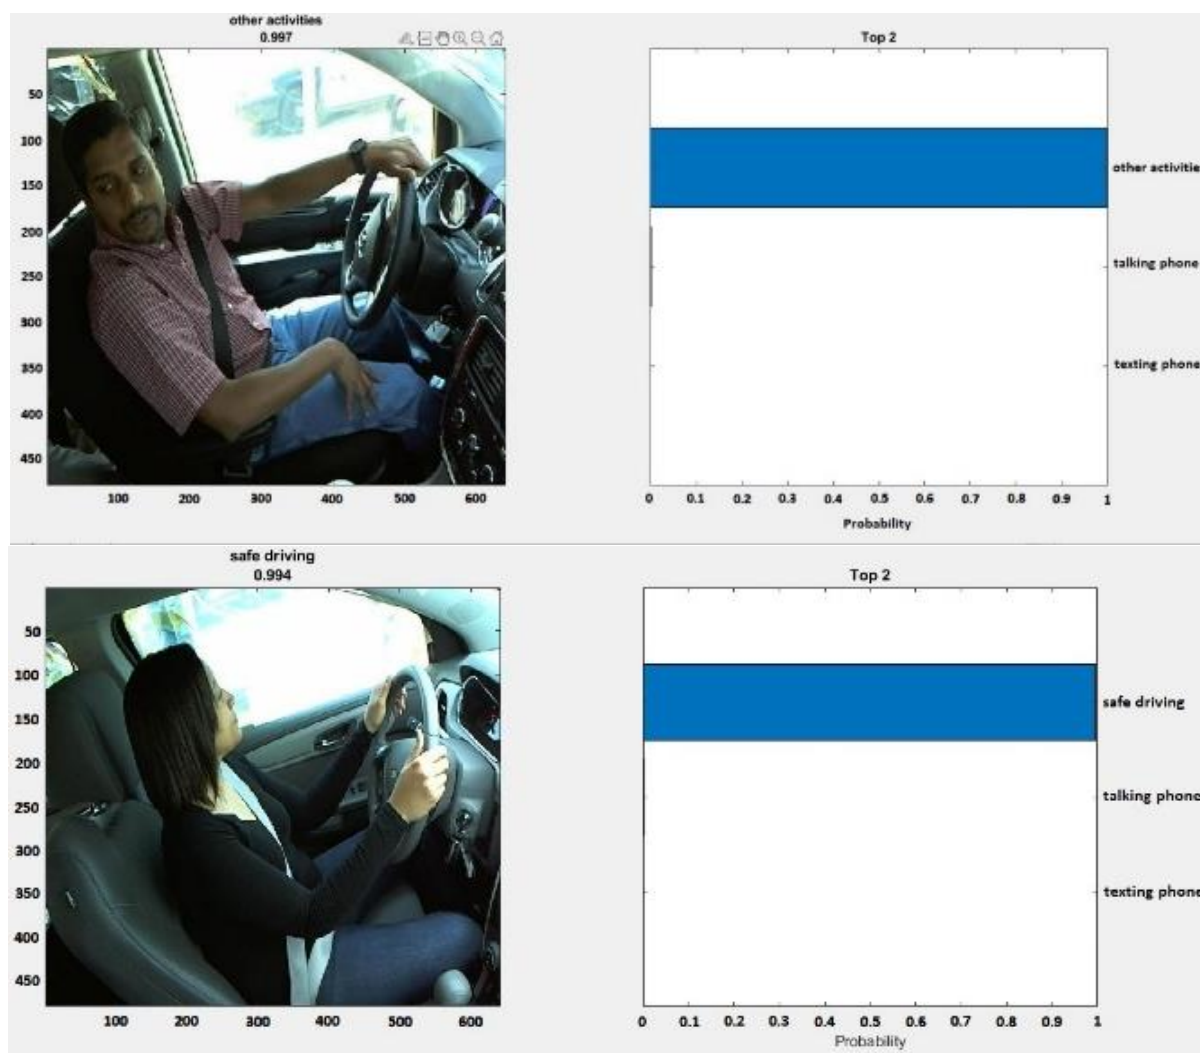 other activities
0.997
50
100
150
200
250
300
350
400
450
100 200 300 400 500 600
Top 2
other activitie
talking phone
texting phone
0 0.1 0.2 0.3 0.4 0.5 0.6 0.7 0.8 0.9 1
Probability
safe driving
0.994
50
100
150
200
250
300
350
400
450
100 200 300 400 500 600
Top 2
safe driving
talking phone
texting phone
0 0.1 0.2 0.3 0.4 0.5 0.6 0.7 0.8 0.9 1
Probability